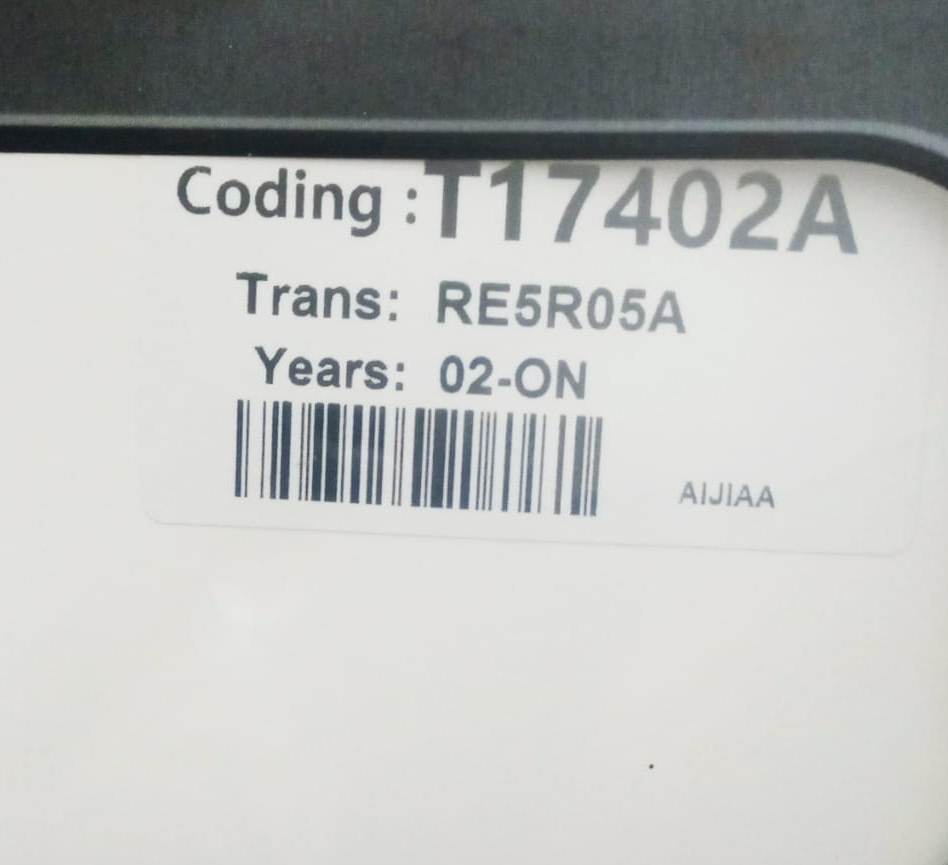 Coding :T17402A
Trans: RE5R05A
Years: 02-ON
AIJIAA